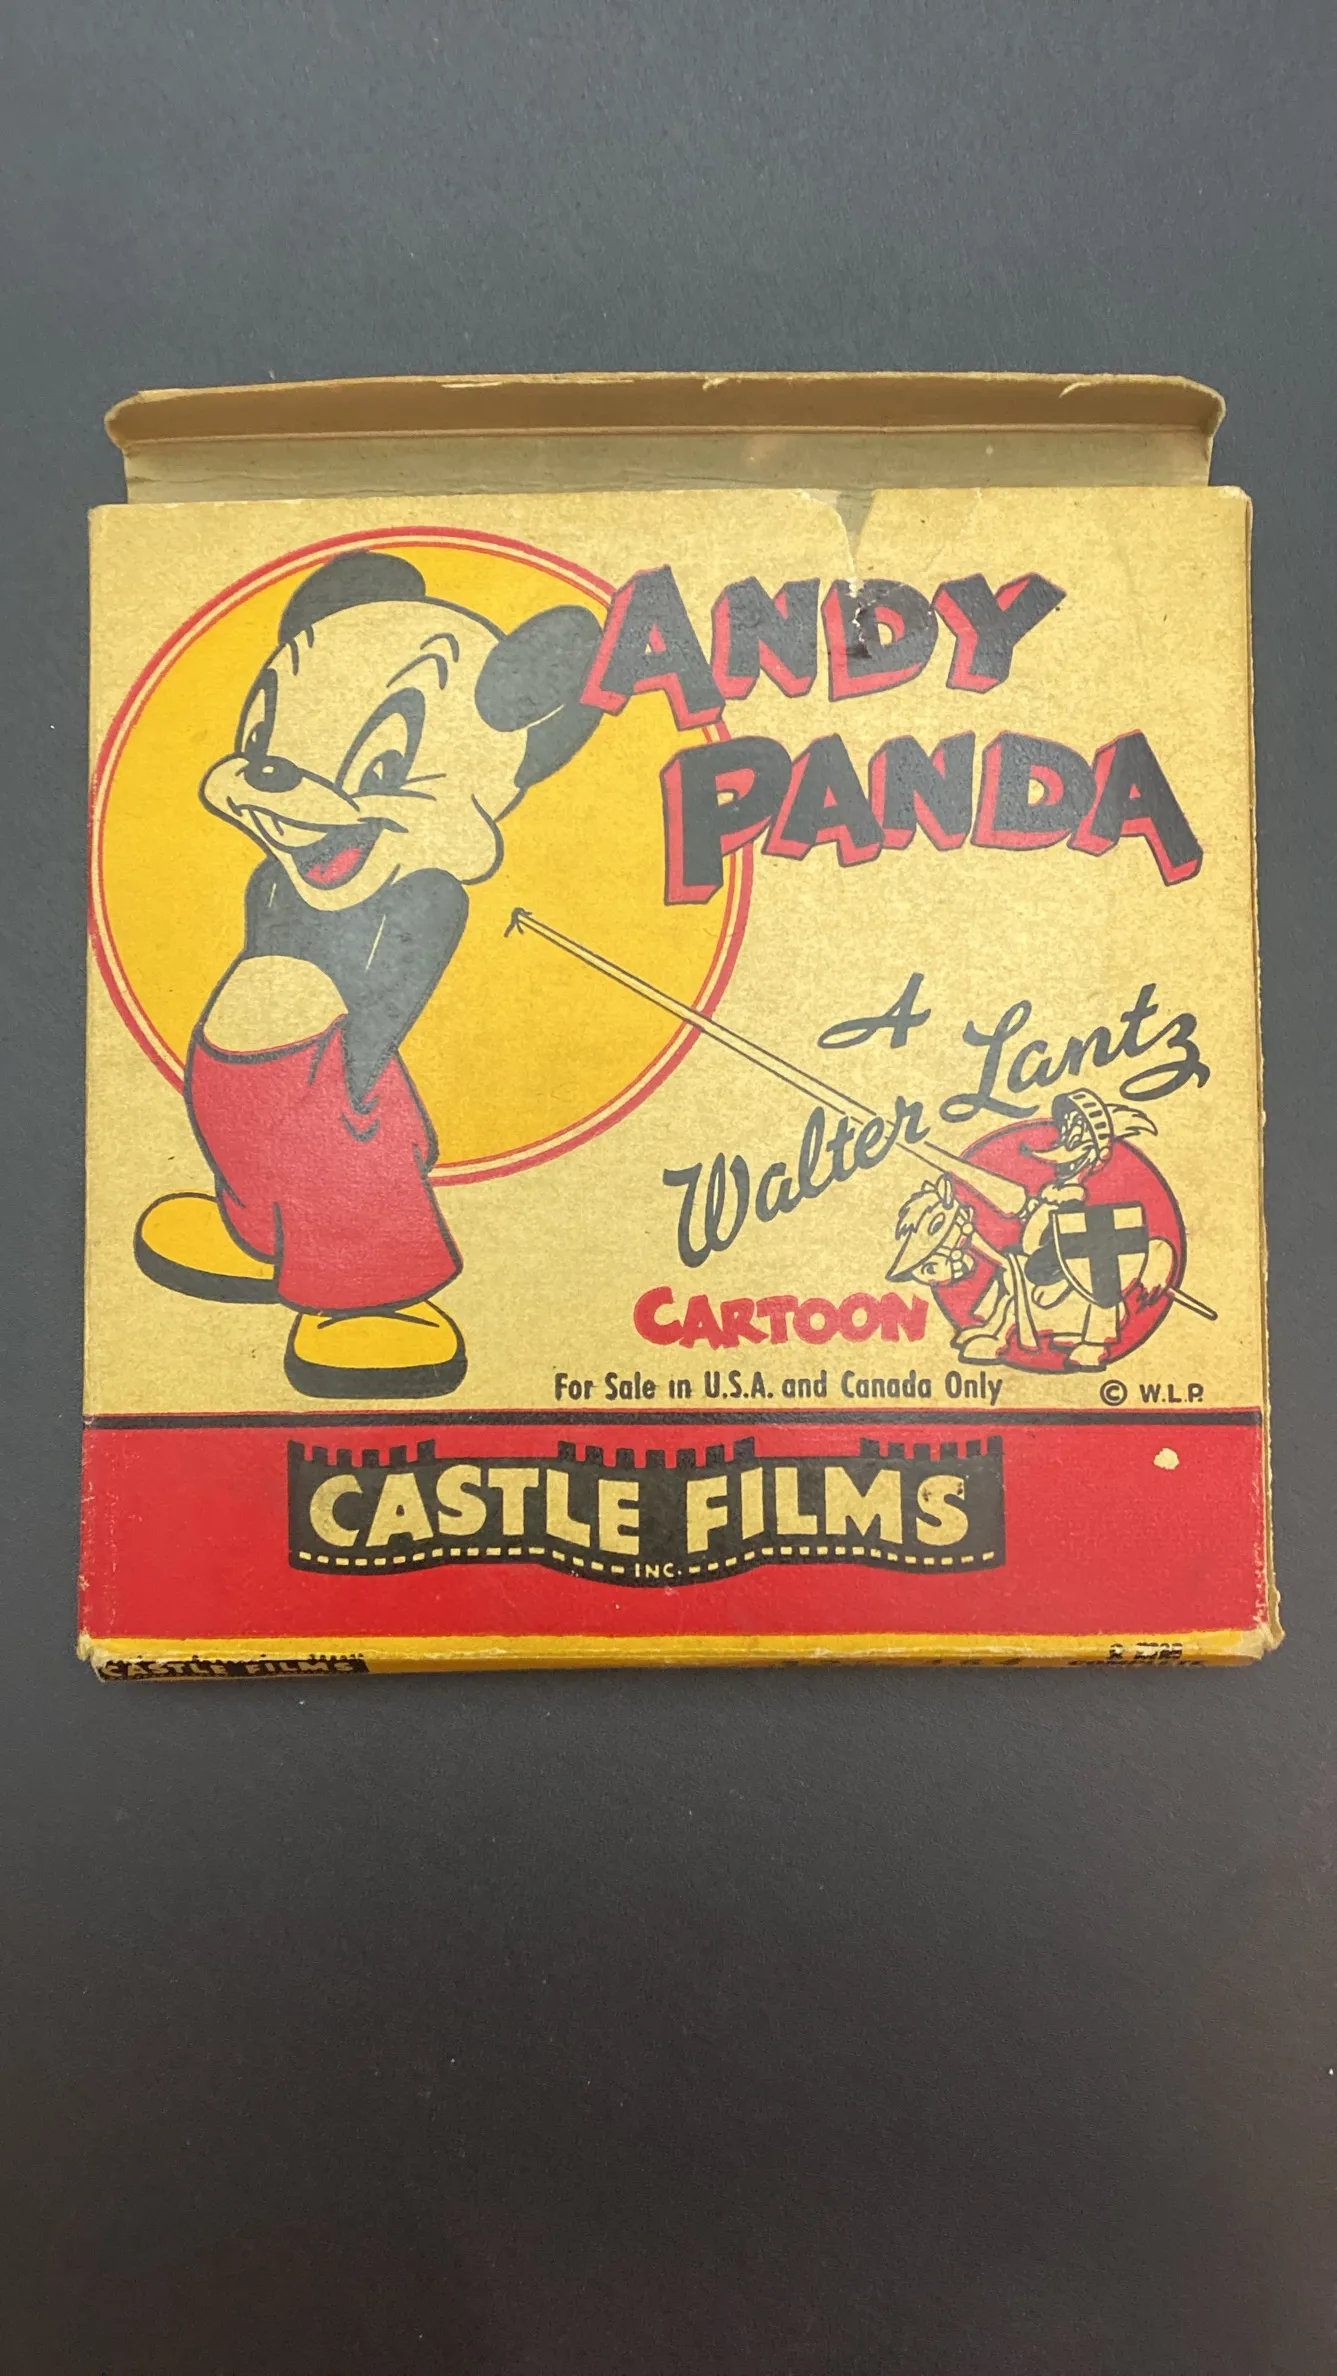 ANDY
PANDA
A
Walter Lantz
CARTOON
For Sale in U.S.A. and Canada Only
© W.L.P.
CASTLE FILMS
INC.
CASTLE FILMS